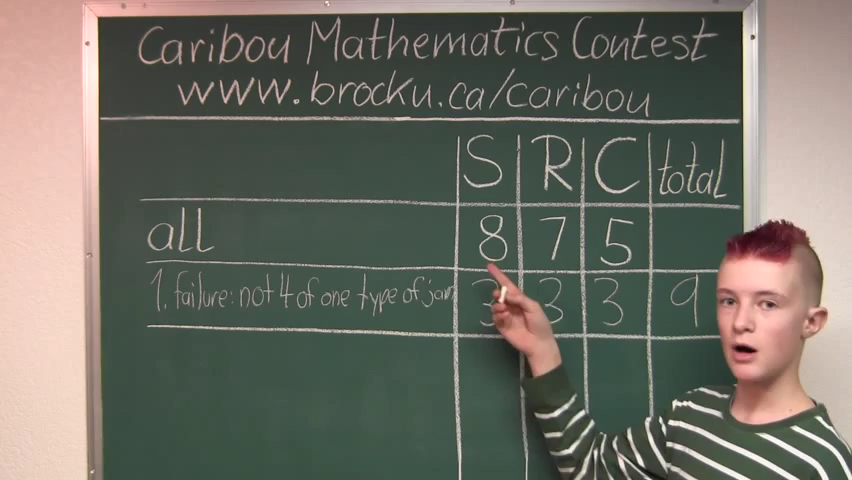 Caribou Mathematics Contest
www.brocku.ca/caribou
S R C total
all 8 7 5
1. failure: not 4 of one type of jam 3 3 3 9